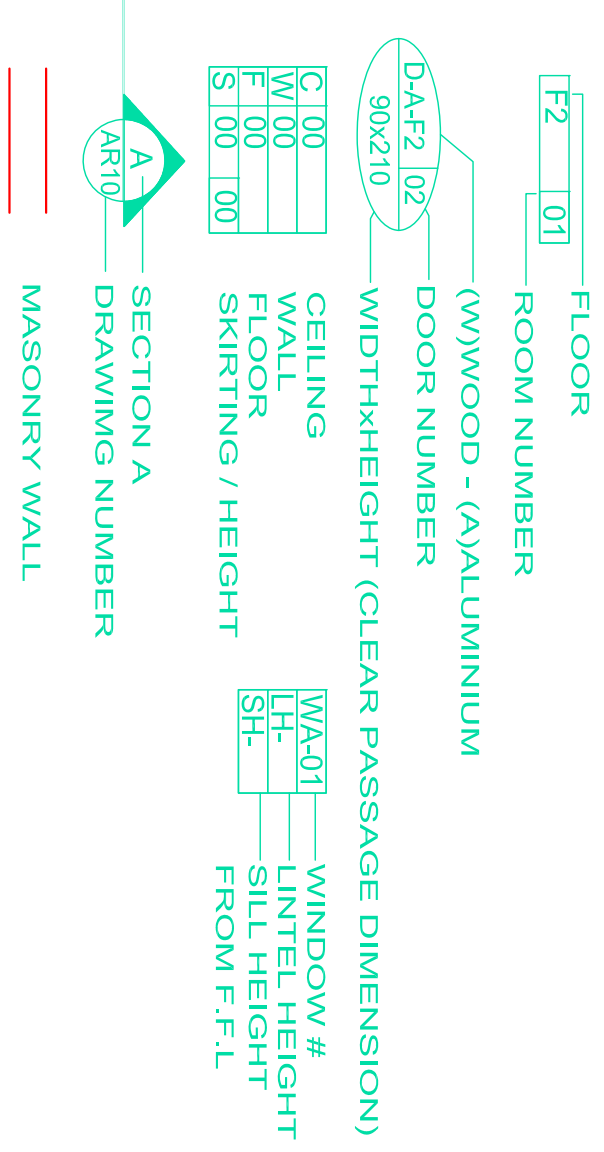 FLOOR
F2 01
ROOM NUMBER
(W)WOOD - (A)ALUMINIUM
D-A-F2 02
DOOR NUMBER
90x210
WIDTHxHEIGHT (CLEAR PASSAGE DIMENSION)
C 00 CEILING
W 00 WALL
F 00 FLOOR
S 00 00 SKIRTING / HEIGHT
WA-01 WINDOW #
LH- LINTEL HEIGHT
SH- SILL HEIGHT
FROM F.F.L
A SECTION A
AR10 DRAWIMG NUMBER
MASONRY WALL